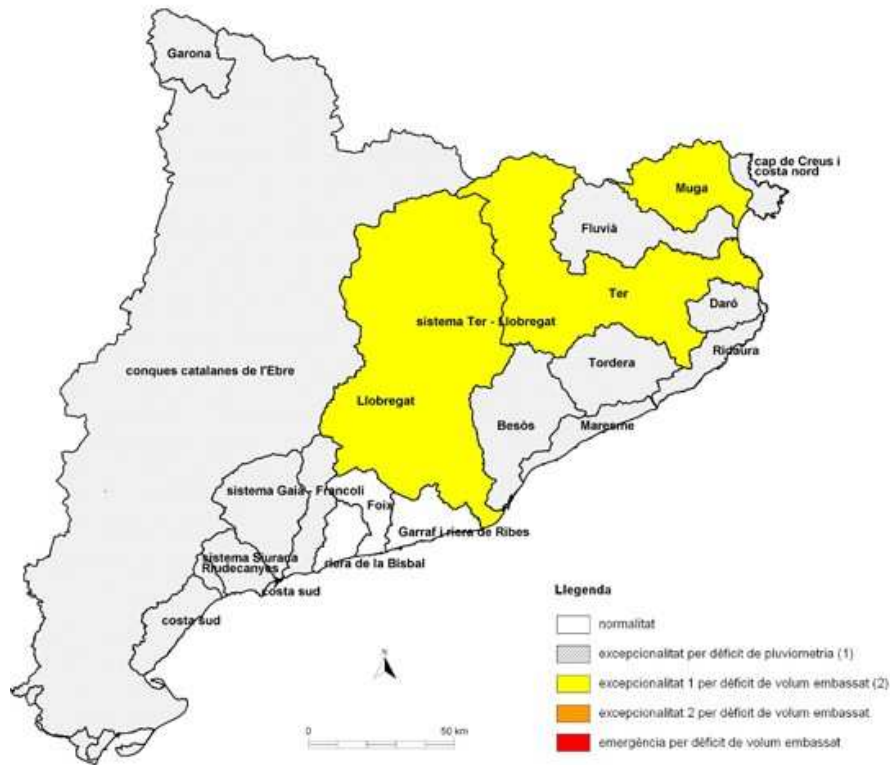 Garona
cap de Creus i
costa nord
Muga
Fluvià
Ter
Daró
sistema Ter - Llobregat
Ridaura
Tordera
conques catalanes de l'Ebre
Llobregat
Besòs
Maresme
sistema Gaià - Francolí
Foix
Garraf i riera de Ribes
sistema Siurana
Riudecanyes
riera de la Bisbal
costa sud
costa sud
Llegenda
normalitat
excepcionalitat per dèficit de pluviometria (1)
excepcionalitat 1 per dèficit de volum embassat (2)
excepcionalitat 2 per dèficit de volum embassat
emergència per dèficit de volum embassat
N
0 50 km